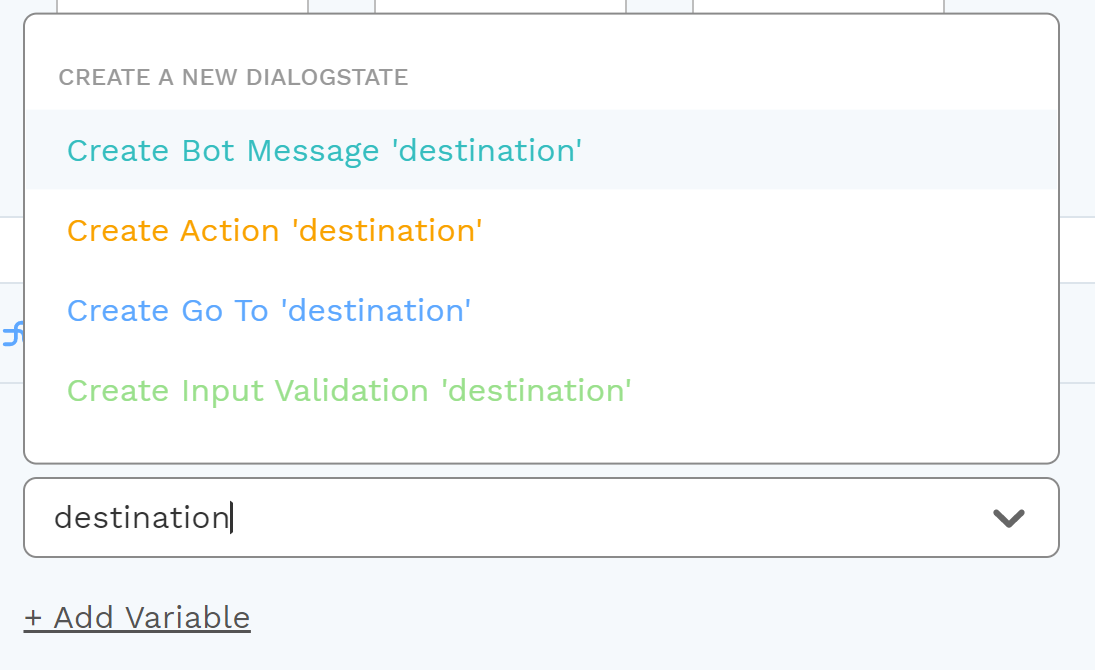 CREATE A NEW DIALOGSTATE
Create Bot Message 'destination'
Create Action 'destination'
Create Go To 'destination'
Create Input Validation 'destination'
destination
+ Add Variable